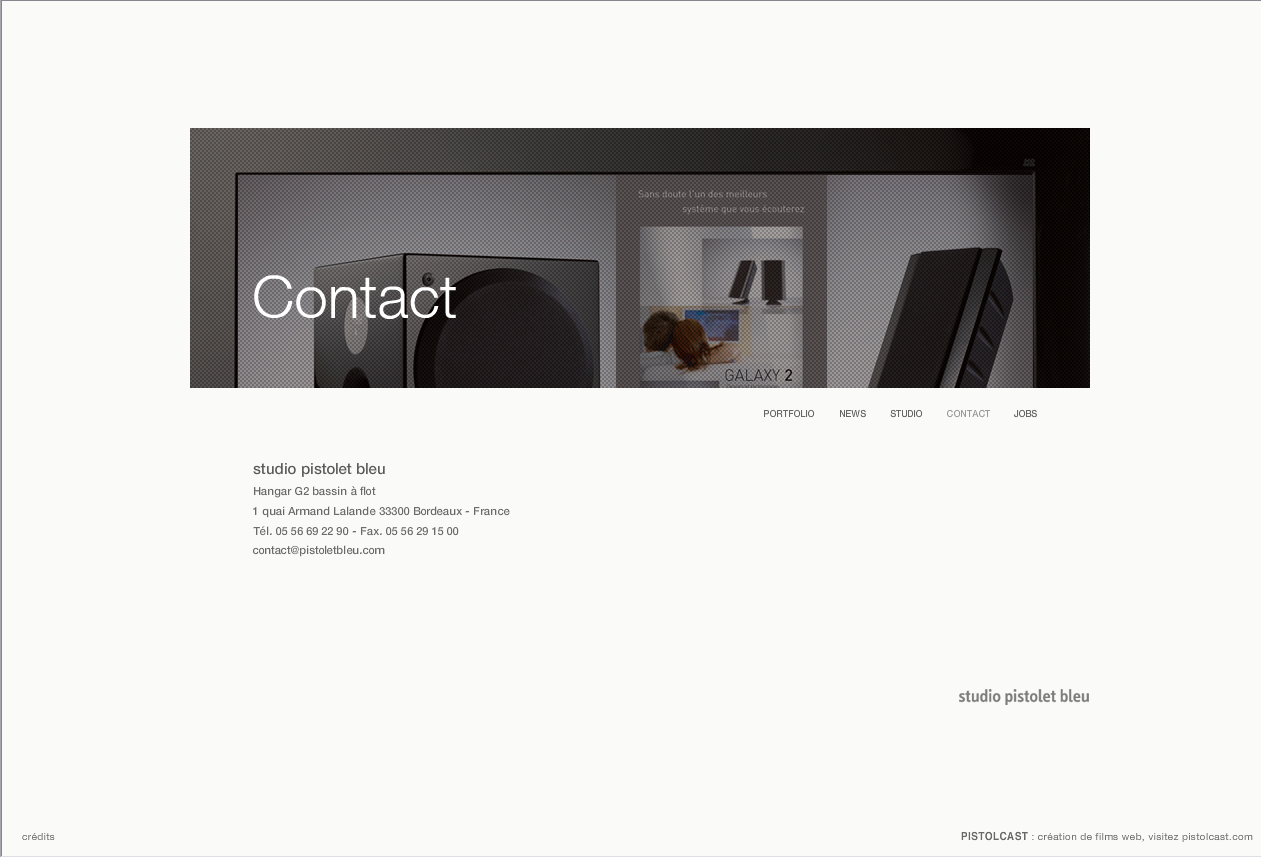 Sans doute l'un des meilleurs
système que vous écouterez
Contact
GALAXY 2
PORTFOLIO NEWS STUDIO CONTACT JOBS
studio pistolet bleu
Hangar G2 bassin à flot
1 quai Armand Lalande 33300 Bordeaux - France
Tél. 05 56 69 22 90 - Fax. 05 56 29 15 00
contact@pistoletbleu.com
studio pistolet bleu
crédits
PISTOLCAST : création de films web, visitez pistolcast.com